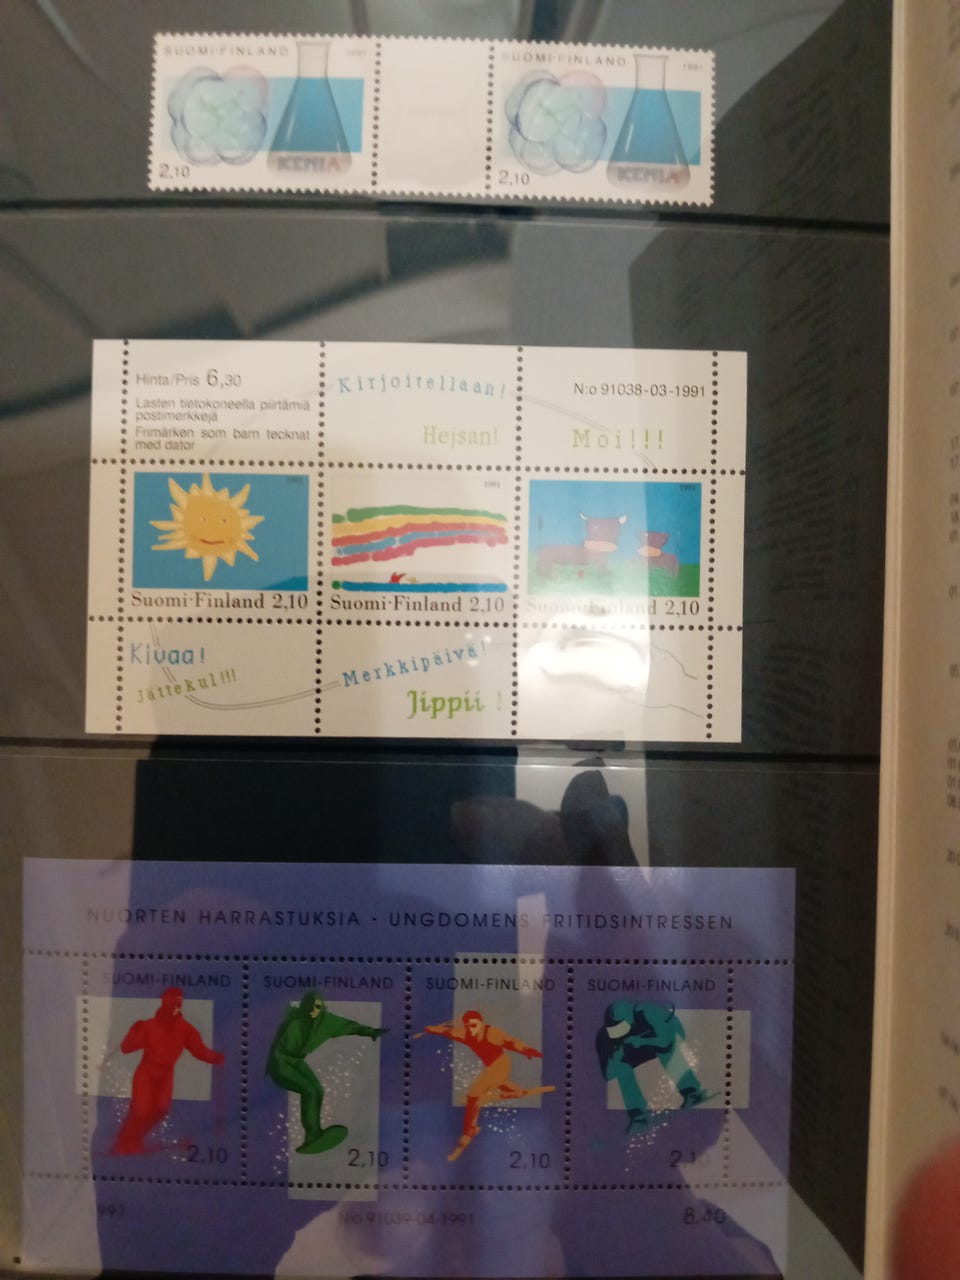 SUOMI-FINLAND 1991
2,10 KEMIA
SUOMI-FINLAND 1991
2,10 KEMIA
Hinta/Pris 6,30
Lasten tietokoneella piirtämiä
postimerkkejä
Frimärken som barn tecknat
med dator
Kirjoitellaan!
Hejsan!
N:o 91038-03-1991
Moi!!!
1991
Suomi·Finland 2,10
1991
Suomi·Finland 2,10
1991
Suomi·Finland 2,10
Kivaa!
Jättekul!!!
Merkkipäivä!
Jippii!
NUORTEN HARRASTUKSIA · UNGDOMENS FRITIDSINTRESSEN
SUOMI-FINLAND
2,10
SUOMI-FINLAND
2,10
SUOMI-FINLAND
2,10
SUOMI-FINLAND
2,10
1991
N:o 91039-04-1991
8,40